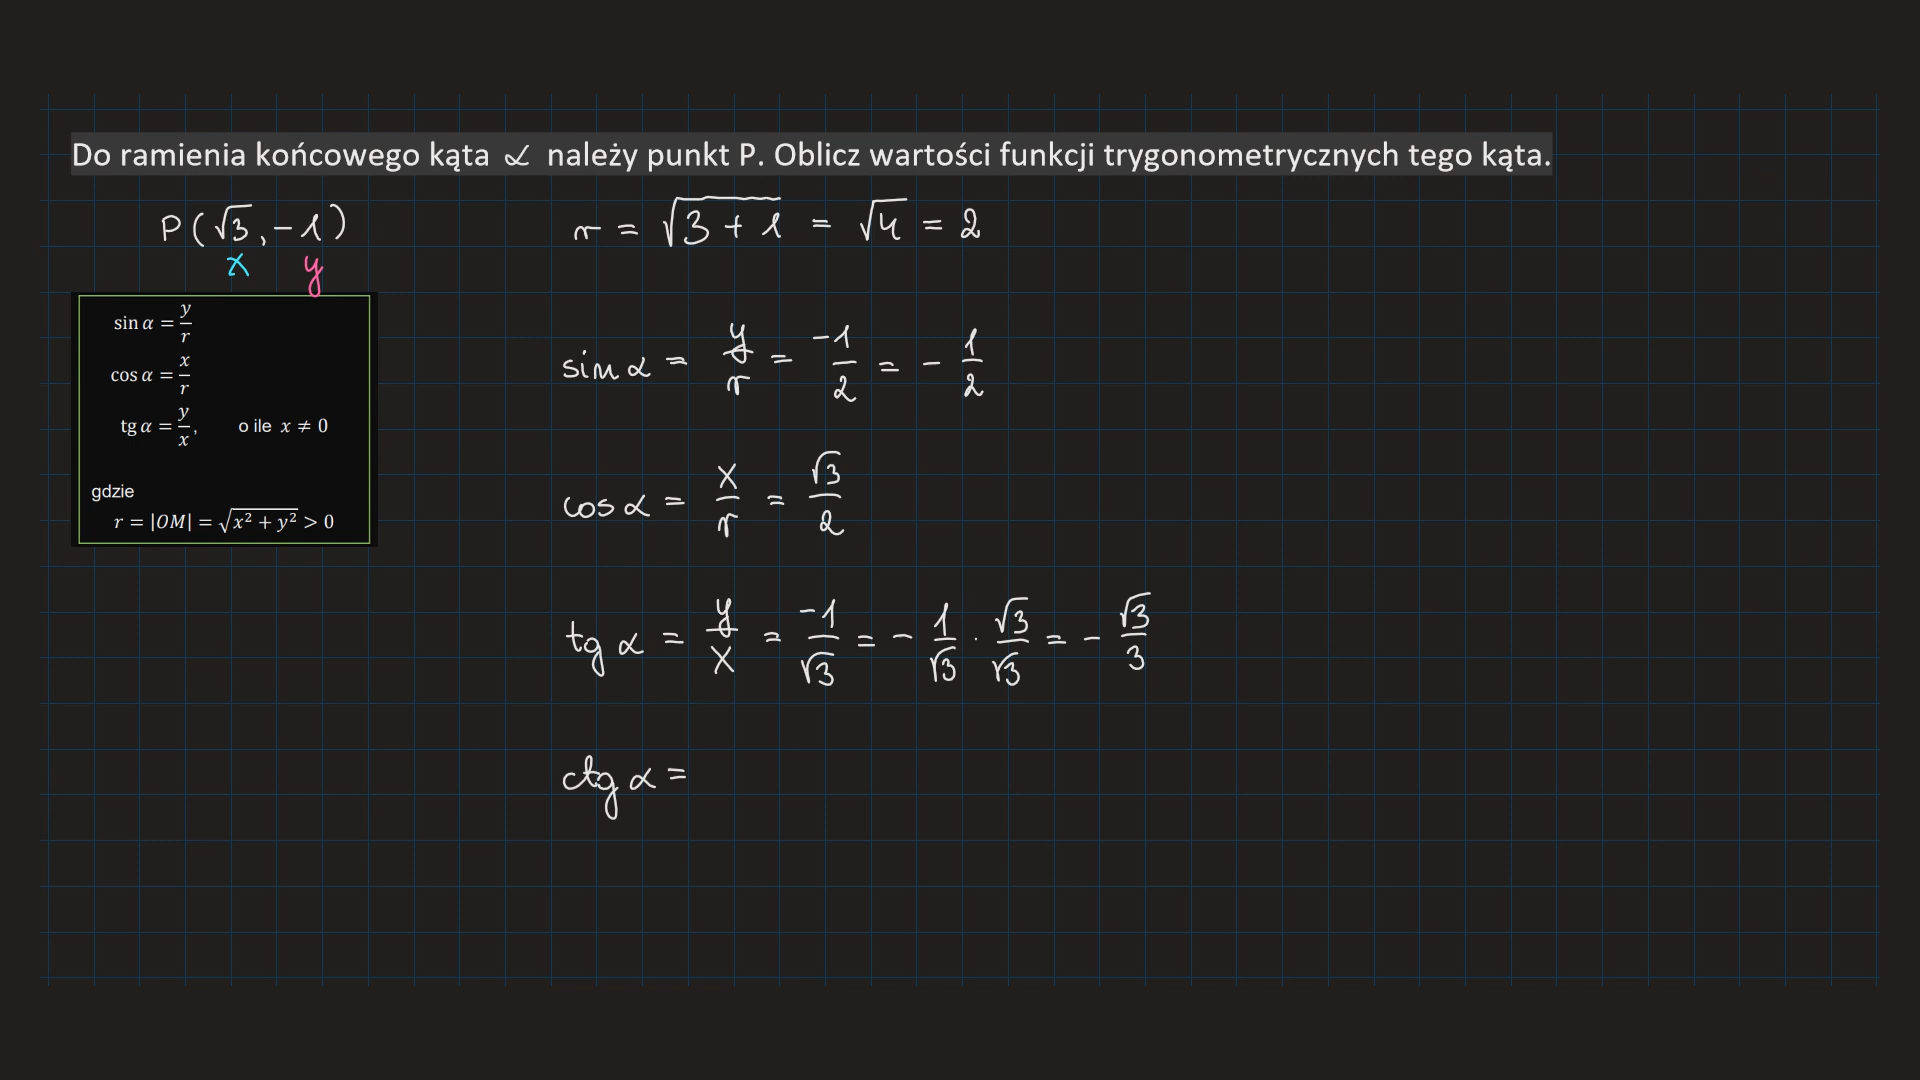 Do ramienia końcowego kąta α należy punkt P. Oblicz wartości funkcji trygonometrycznych tego kąta.
P(√3, -1)
x y
r = √(3 + 1) = √4 = 2
sin α = y/r
cos α = x/r
tg α = y/x, o ile x ≠ 0
gdzie
r = |OM| = √(x² + y²) > 0
sin α = y/r = -1/2 = - 1/2
cos α = x/r = √3/2
tg α = y/x = -1/√3 = - 1/√3 · √3/√3 = - √3/3
ctg α =